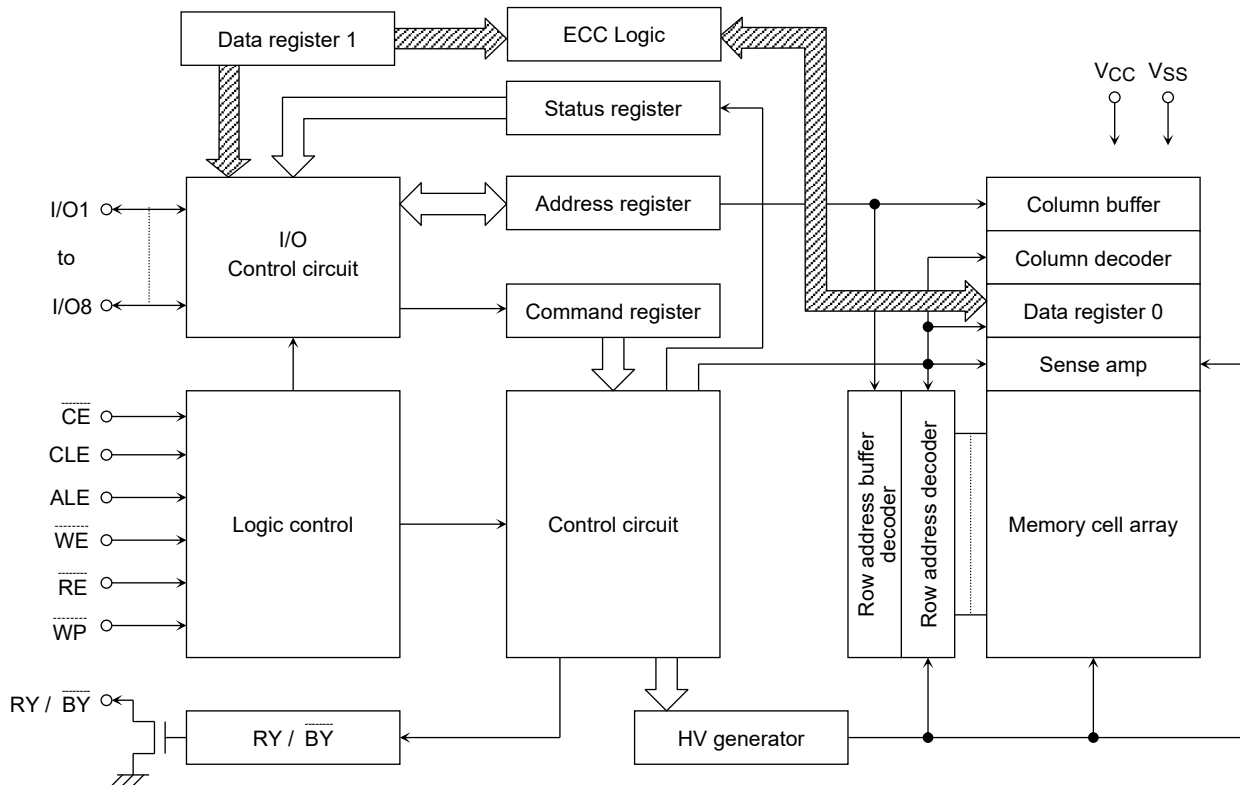 Data register 1
ECC Logic
Status register
VCC
VSS
I/O1
to
I/O8
I/O
Control circuit
Address register
Command register
Column buffer
Column decoder
Data register 0
Sense amp
CE
CLE
ALE
WE
RE
WP
Logic control
Control circuit
Row address buffer
decoder
Row address decoder
Memory cell array
RY / BY
RY / BY
HV generator